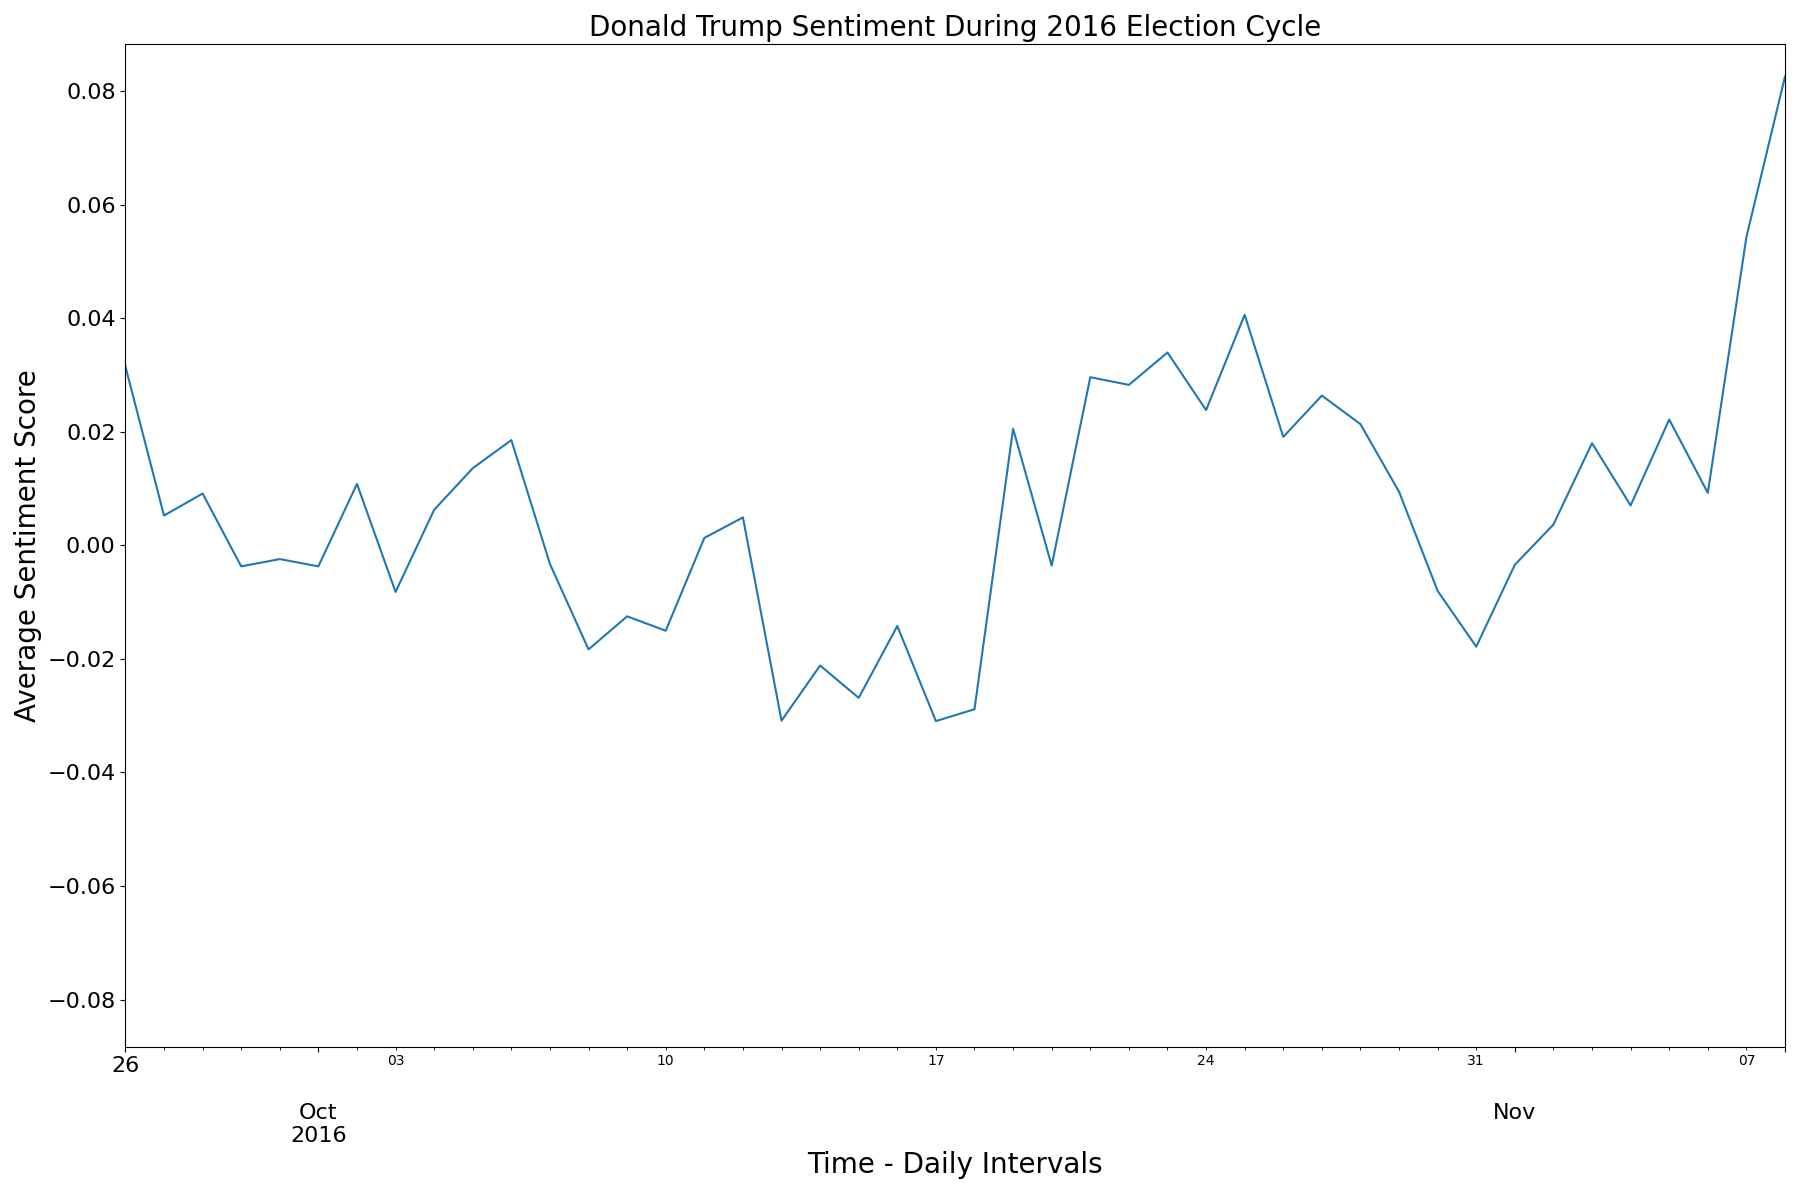 Donald Trump Sentiment During 2016 Election Cycle
Average Sentiment Score
0.08
0.06
0.04
0.02
0.00
−0.02
−0.04
−0.06
−0.08
26 03 10 17 24 31 07
Oct Nov
2016
Time - Daily Intervals